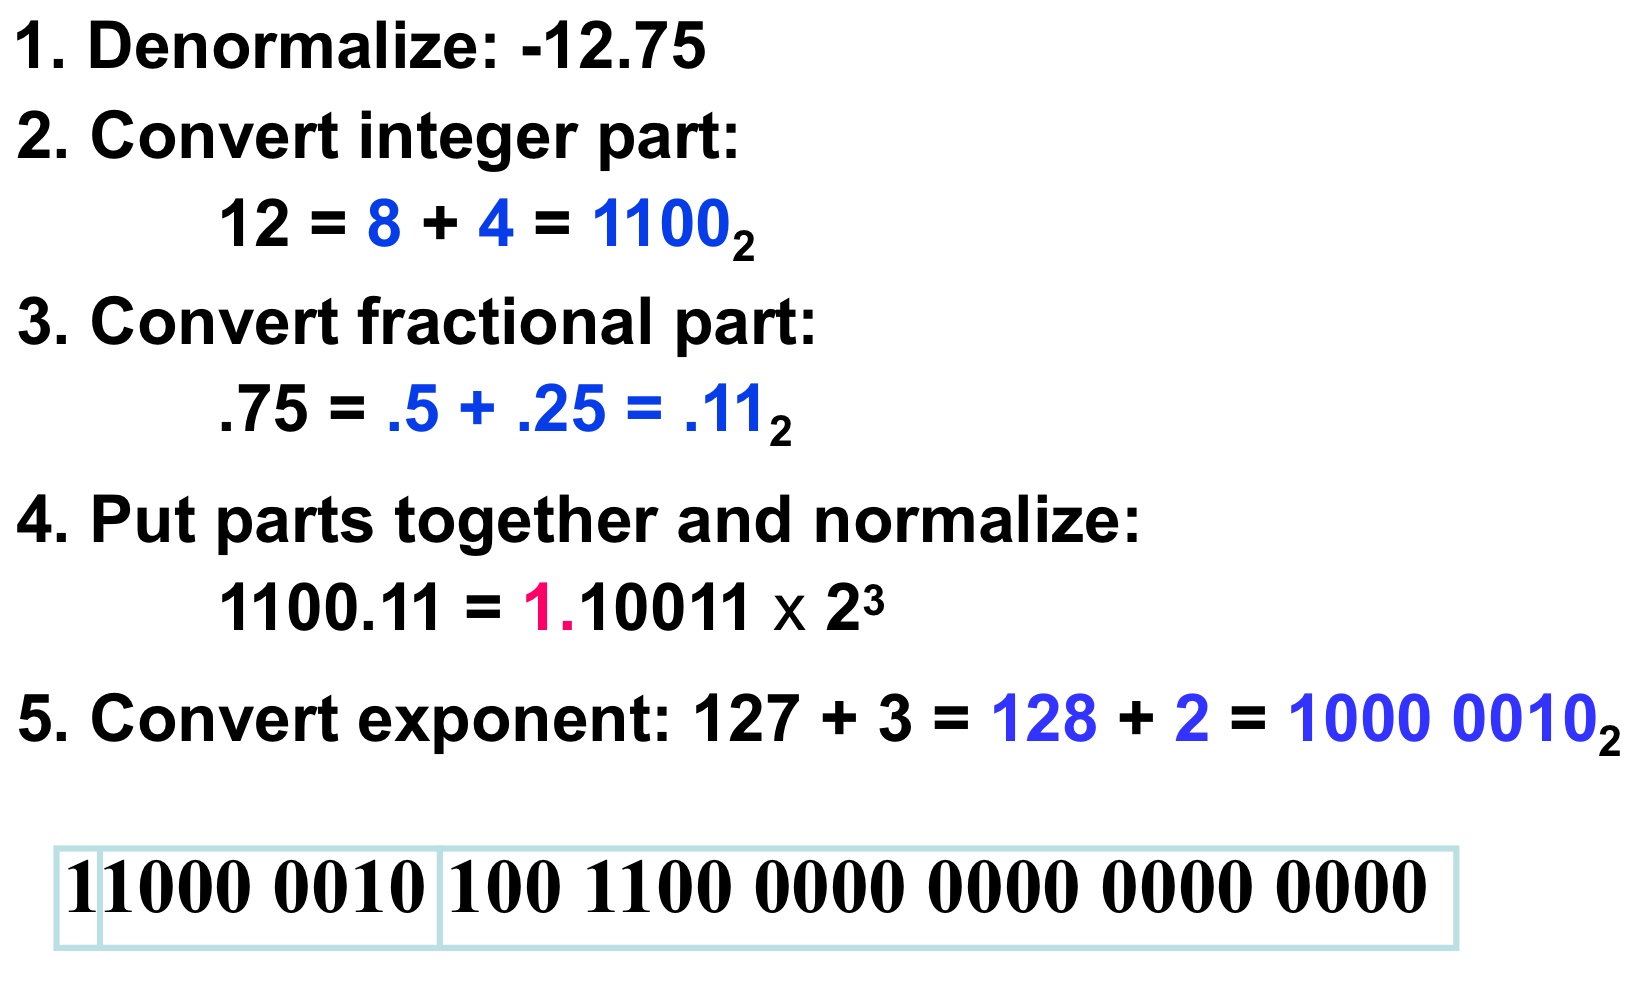 1. Denormalize: -12.75
2. Convert integer part:
12 = 8 + 4 = 1100₂
3. Convert fractional part:
.75 = .5 + .25 = .11₂
4. Put parts together and normalize:
1100.11 = 1.10011 x 2³
5. Convert exponent: 127 + 3 = 128 + 2 = 1000 0010₂
1 1000 0010 100 1100 0000 0000 0000 0000